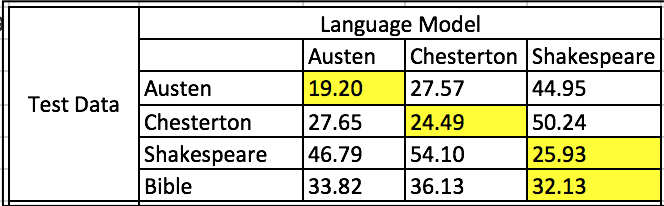 Language Model
Austen Chesterton Shakespeare
Test Data
Austen 19.20 27.57 44.95
Chesterton 27.65 24.49 50.24
Shakespeare 46.79 54.10 25.93
Bible 33.82 36.13 32.13